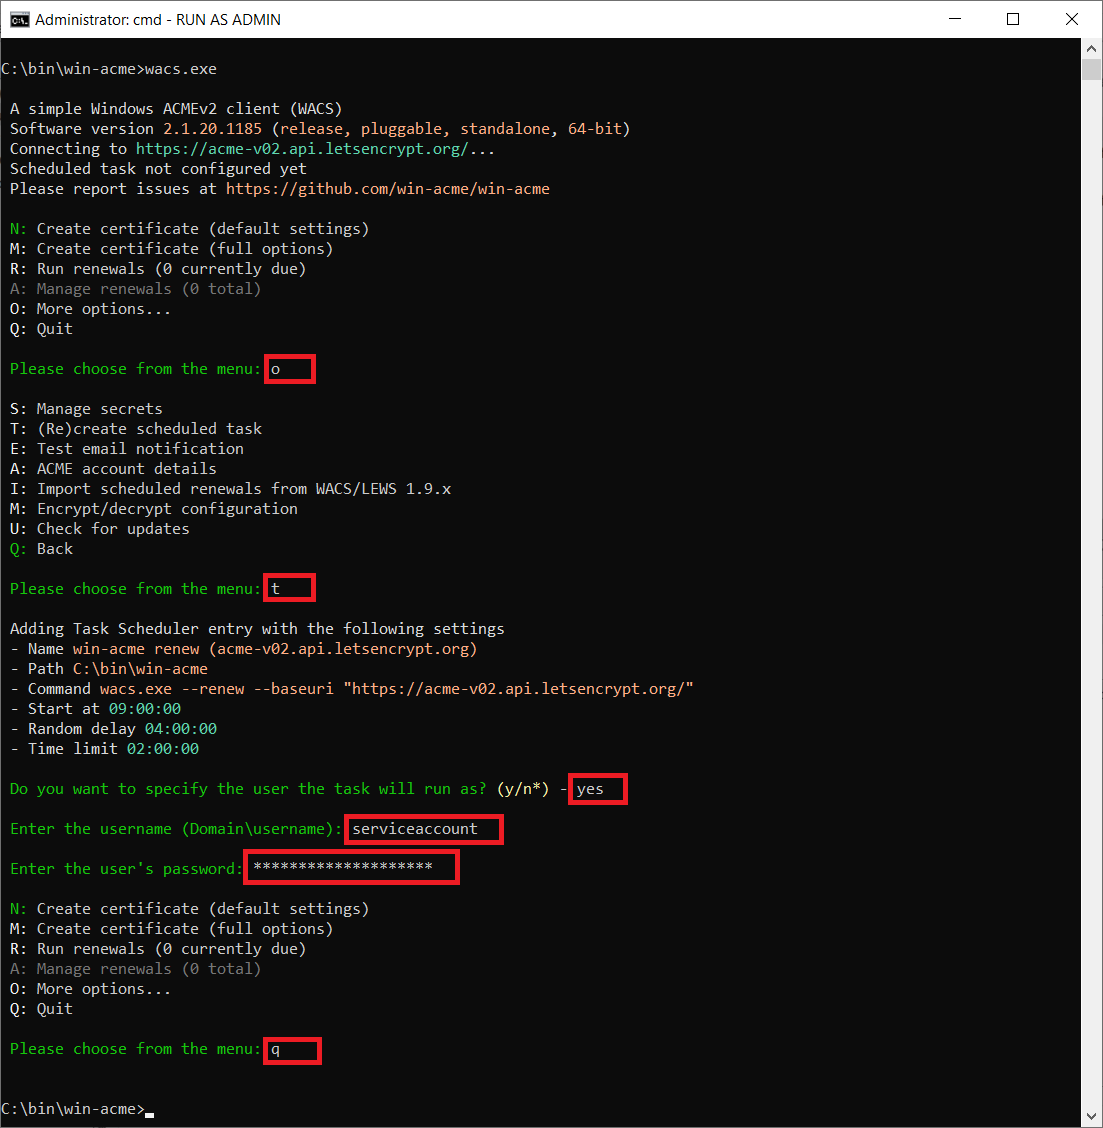 Administrator: cmd - RUN AS ADMIN
C:\bin\win-acme>wacs.exe
A simple Windows ACMEv2 client (WACS)
Software version 2.1.20.1185 (release, pluggable, standalone, 64-bit)
Connecting to https://acme-v02.api.letsencrypt.org/...
Scheduled task not configured yet
Please report issues at https://github.com/win-acme/win-acme
N: Create certificate (default settings)
M: Create certificate (full options)
R: Run renewals (0 currently due)
A: Manage renewals (0 total)
O: More options...
Q: Quit
Please choose from the menu: o
S: Manage secrets
T: (Re)create scheduled task
E: Test email notification
A: ACME account details
I: Import scheduled renewals from WACS/LEWS 1.9.x
M: Encrypt/decrypt configuration
U: Check for updates
Q: Back
Please choose from the menu: t
Adding Task Scheduler entry with the following settings
- Name win-acme renew (acme-v02.api.letsencrypt.org)
- Path C:\bin\win-acme
- Command wacs.exe --renew --baseuri "https://acme-v02.api.letsencrypt.org/"
- Start at 09:00:00
- Random delay 04:00:00
- Time limit 02:00:00
Do you want to specify the user the task will run as? (y/n*) - yes
Enter the username (Domain\username): serviceaccount
Enter the user's password: ********************
N: Create certificate (default settings)
M: Create certificate (full options)
R: Run renewals (0 currently due)
A: Manage renewals (0 total)
O: More options...
Q: Quit
Please choose from the menu: q
C:\bin\win-acme>